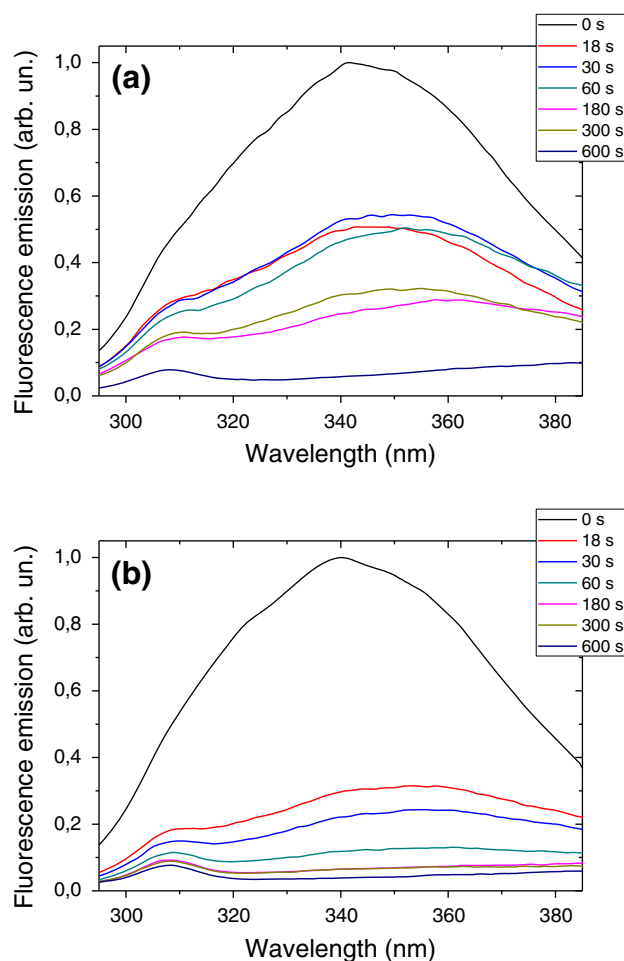 0 s
18 s
30 s
60 s
180 s
300 s
600 s
(a)
Fluorescence emission (arb. un.)
1,0
0,8
0,6
0,4
0,2
0,0
300 320 340 360 380
Wavelength (nm)
0 s
18 s
30 s
60 s
180 s
300 s
600 s
(b)
Fluorescence emission (arb. un.)
1,0
0,8
0,6
0,4
0,2
0,0
300 320 340 360 380
Wavelength (nm)